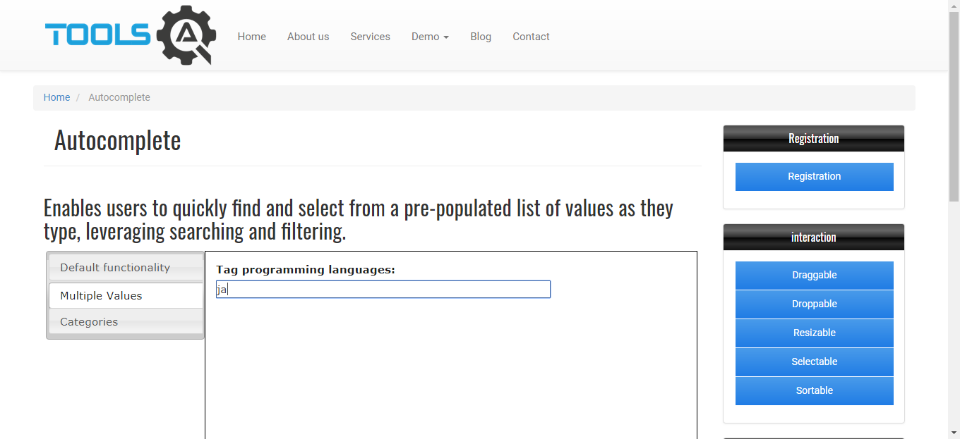 TOOLS QA
Home About us Services Demo Blog Contact
Home / Autocomplete
Autocomplete
Enables users to quickly find and select from a pre-populated list of values as they
type, leveraging searching and filtering.
Default functionality
Multiple Values
Categories
Tag programming languages:
ja
Registration
Registration
interaction
Draggable
Droppable
Resizable
Selectable
Sortable